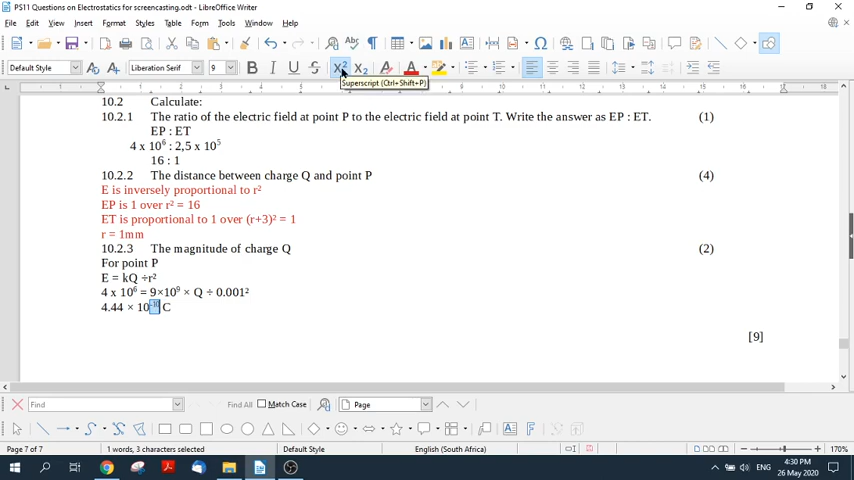 PS11 Questions on Electrostatics for screencasting.odt - LibreOffice Writer
File Edit View Insert Format Styles Table Form Tools Window Help
Default Style Liberation Serif 9
Superscript (Ctrl+Shift+P)
10.2 Calculate:
10.2.1 The ratio of the electric field at point P to the electric field at point T. Write the answer as EP : ET. (1)
EP : ET
4 x 10⁶ : 2,5 x 10⁵
16 : 1
10.2.2 The distance between charge Q and point P (4)
E is inversely proportional to r²
EP is 1 over r² = 16
ET is proportional to 1 over (r+3)² = 1
r = 1mm
10.2.3 The magnitude of charge Q (2)
For point P
E = kQ ÷r²
4 x 10⁶ = 9×10⁹ × Q ÷ 0.001²
4.44 × 10⁻¹⁰ C
[9]
Find Find All Match Case Page
Page 7 of 7 1 words, 3 characters selected Default Style English (South Africa) 170%
ENG 4:30 PM
26 May 2020